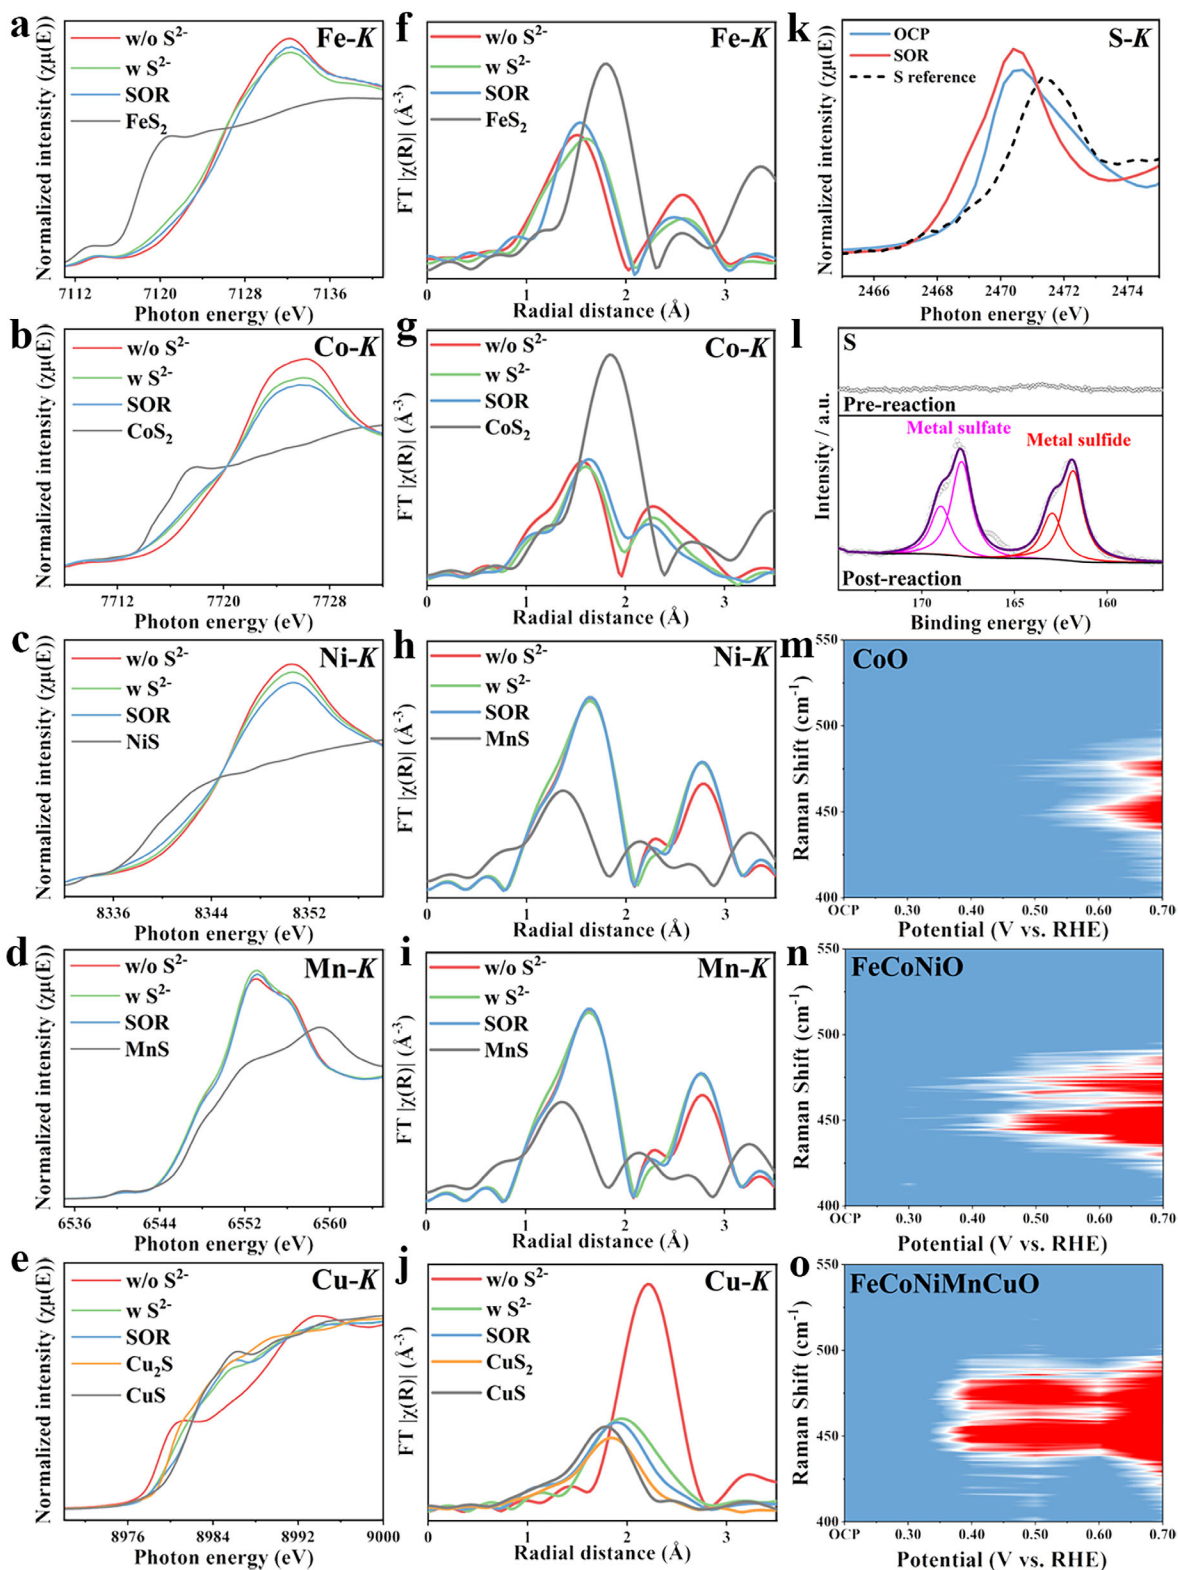 a
Fe-K
w/o S²⁻
w S²⁻
SOR
FeS₂
Normalized intensity (χμ(E))
7112 7120 7128 7136
Photon energy (eV)
f
Fe-K
w/o S²⁻
w S²⁻
SOR
FeS₂
FT |χ(R)| (Å⁻³)
0 1 2 3
Radial distance (Å)
k
S-K
OCP
SOR
S reference
Normalized intensity (χμ(E))
2466 2468 2470 2472 2474
Photon energy (eV)
b
Co-K
w/o S²⁻
w S²⁻
SOR
CoS₂
Normalized intensity (χμ(E))
7712 7720 7728
Photon energy (eV)
g
Co-K
w/o S²⁻
w S²⁻
SOR
CoS₂
FT |χ(R)| (Å⁻³)
0 1 2 3
Radial distance (Å)
l
S
Pre-reaction
Metal sulfate
Metal sulfide
Post-reaction
Intensity / a.u.
170 165 160
Binding energy (eV)
c
Ni-K
w/o S²⁻
w S²⁻
SOR
NiS
Normalized intensity (χμ(E))
8336 8344 8352
Photon energy (eV)
h
Ni-K
w/o S²⁻
w S²⁻
SOR
MnS
FT |χ(R)| (Å⁻³)
0 1 2 3
Radial distance (Å)
m
CoO
Raman Shift (cm⁻¹)
550
500
450
400
OCP 0.30 0.40 0.50 0.60 0.70
Potential (V vs. RHE)
d
Mn-K
w/o S²⁻
w S²⁻
SOR
MnS
Normalized intensity (χμ(E))
6536 6544 6552 6560
Photon energy (eV)
i
Mn-K
w/o S²⁻
w S²⁻
SOR
MnS
FT |χ(R)| (Å⁻³)
0 1 2 3
Radial distance (Å)
n
FeCoNiO
Raman Shift (cm⁻¹)
550
500
450
400
OCP 0.30 0.40 0.50 0.60 0.70
Potential (V vs. RHE)
e
Cu-K
w/o S²⁻
w S²⁻
SOR
Cu₂S
CuS
Normalized intensity (χμ(E))
8976 8984 8992 9000
Photon energy (eV)
j
Cu-K
w/o S²⁻
w S²⁻
SOR
CuS₂
CuS
FT |χ(R)| (Å⁻³)
0 1 2 3
Radial distance (Å)
o
FeCoNiMnCuO
Raman Shift (cm⁻¹)
550
500
450
400
OCP 0.20 0.30 0.40 0.50 0.60 0.70
Potential (V vs. RHE)